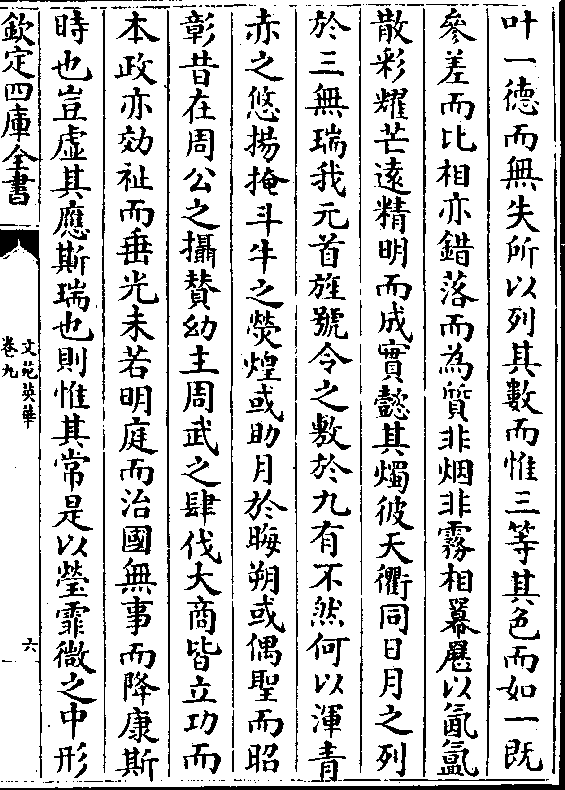 叶一德而無失所以列其數而惟三等其色而如一既
參差而比相亦錯落而為質非烟非霧相羃𮉼以氤氲
散彩耀芒遠精明而成實懿其燭彼天衢同日月之列
於三無瑞我元首旌號令之敷於九有不然何以渾青
赤之悠揚掩斗牛之熒煌或助月於晦朔或偶聖而昭
彰昔在周公之攝賛幼主周武之肆伐大商皆立功而
本政亦効祉而垂光未若明庭而治國無事而降康斯
時也豈虛其應斯瑞也則惟其常是以瑩霏微之中形
欽定四庫全書
文苑英華
卷九
六